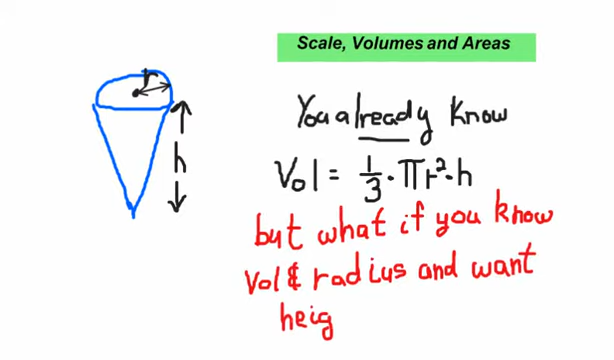 Scale, Volumes and Areas
r
You already know
h
Vol = 1/3 · πr²·h
but what if you know
Vol & radius and want
heig